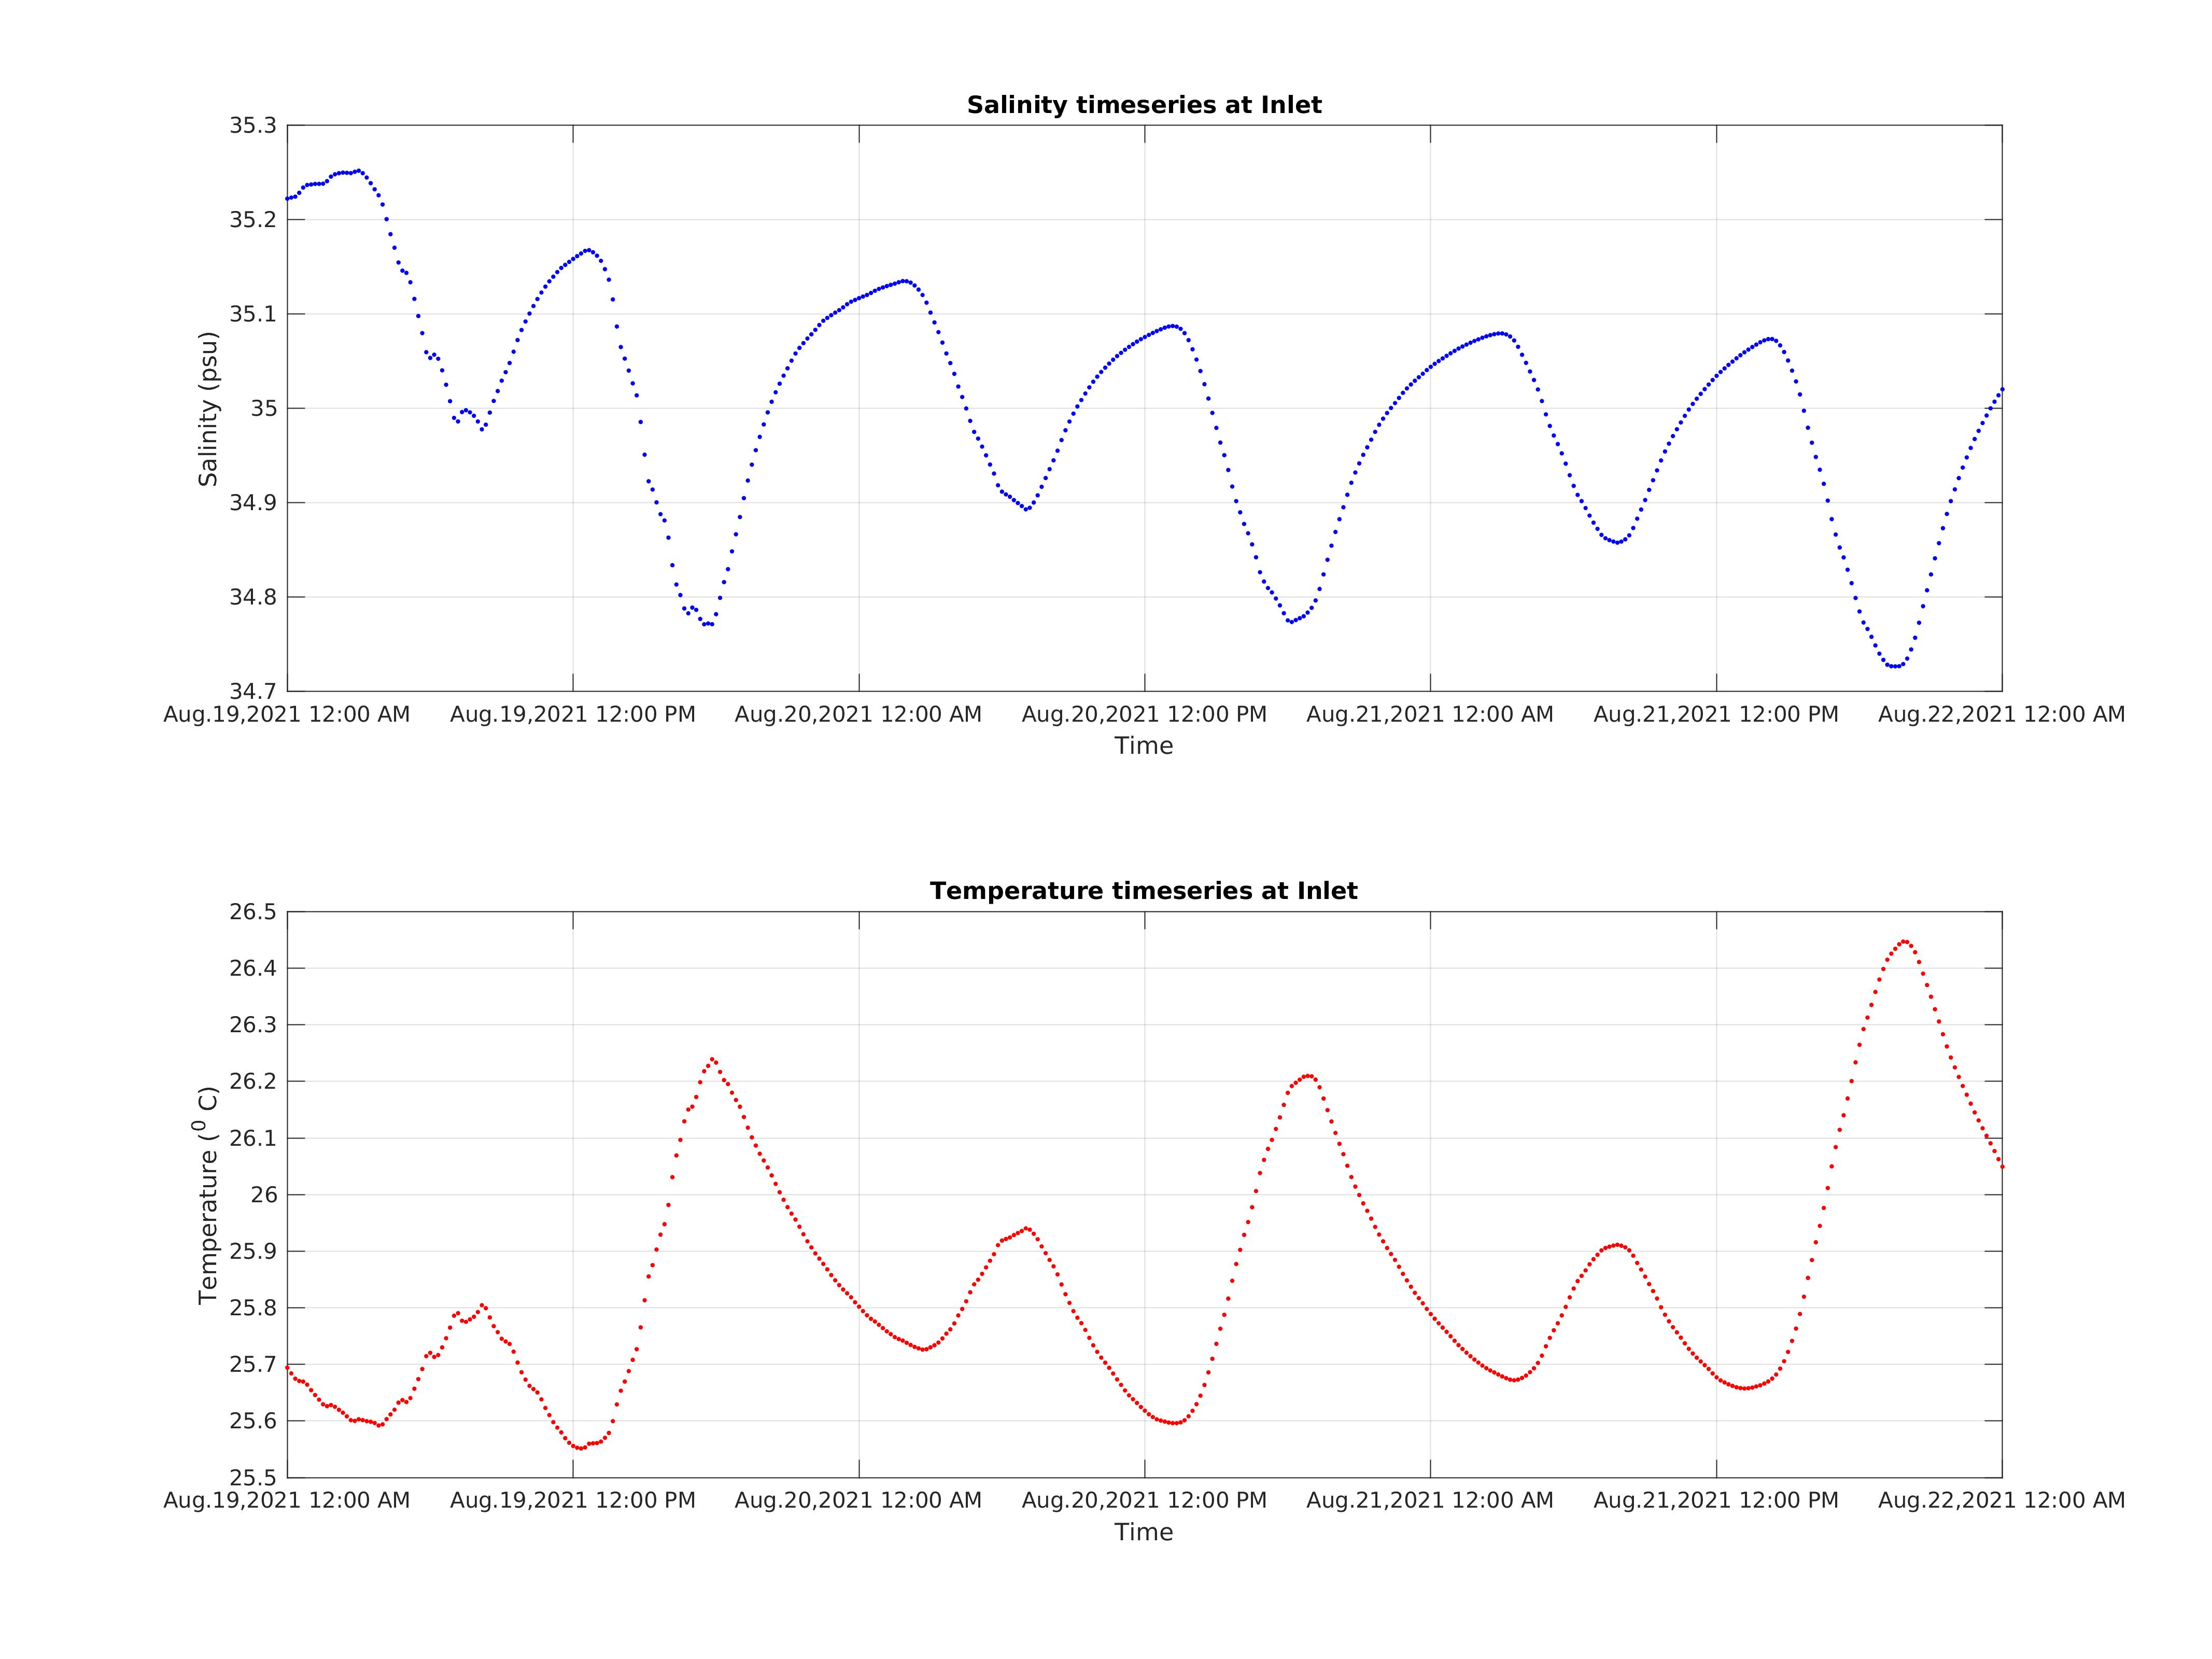 Salinity timeseries at Inlet
35.3
35.2
35.1
35
34.9
34.8
34.7
Salinity (psu)
Aug.19,2021 12:00 AM Aug.19,2021 12:00 PM Aug.20,2021 12:00 AM Aug.20,2021 12:00 PM Aug.21,2021 12:00 AM Aug.21,2021 12:00 PM Aug.22,2021 12:00 AM
Time
Temperature timeseries at Inlet
26.5
26.4
26.3
26.2
26.1
26
25.9
25.8
25.7
25.6
25.5
Temperature (⁰ C)
Aug.19,2021 12:00 AM Aug.19,2021 12:00 PM Aug.20,2021 12:00 AM Aug.20,2021 12:00 PM Aug.21,2021 12:00 AM Aug.21,2021 12:00 PM Aug.22,2021 12:00 AM
Time